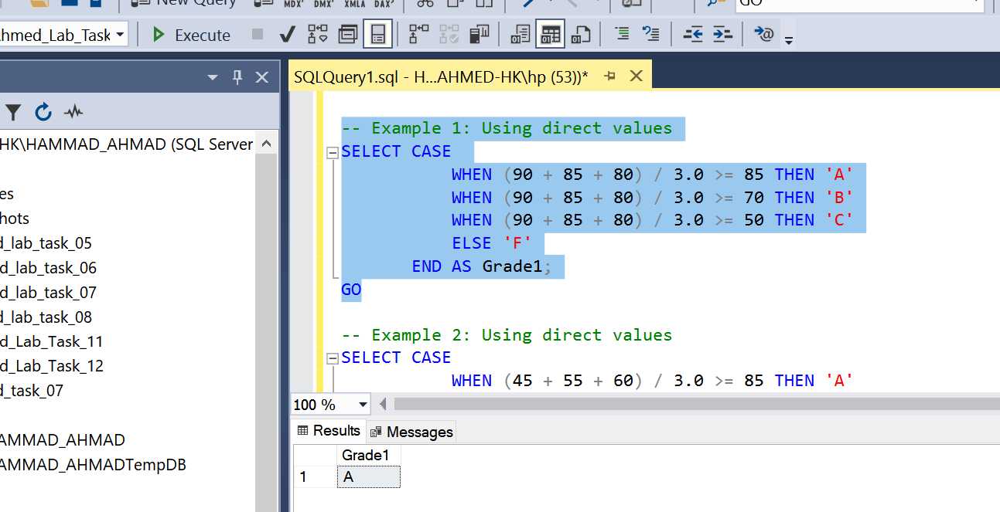 New Query MDX DMX XMLA DAX GO
hmed_Lab_Task Execute
SQLQuery1.sql - H...AHMED-HK\hp (53))*
HK\HAMMAD_AHMAD (SQL Server
es
hots
d_lab_task_05
d_lab_task_06
d_lab_task_07
d_lab_task_08
d_Lab_Task_11
d_Lab_Task_12
d_task_07
AMMAD_AHMAD
AMMAD_AHMADTempDB
-- Example 1: Using direct values
SELECT CASE
WHEN (90 + 85 + 80) / 3.0 >= 85 THEN 'A'
WHEN (90 + 85 + 80) / 3.0 >= 70 THEN 'B'
WHEN (90 + 85 + 80) / 3.0 >= 50 THEN 'C'
ELSE 'F'
END AS Grade1;
GO
-- Example 2: Using direct values
SELECT CASE
WHEN (45 + 55 + 60) / 3.0 >= 85 THEN 'A'
100 %
Results Messages
Grade1
1 A